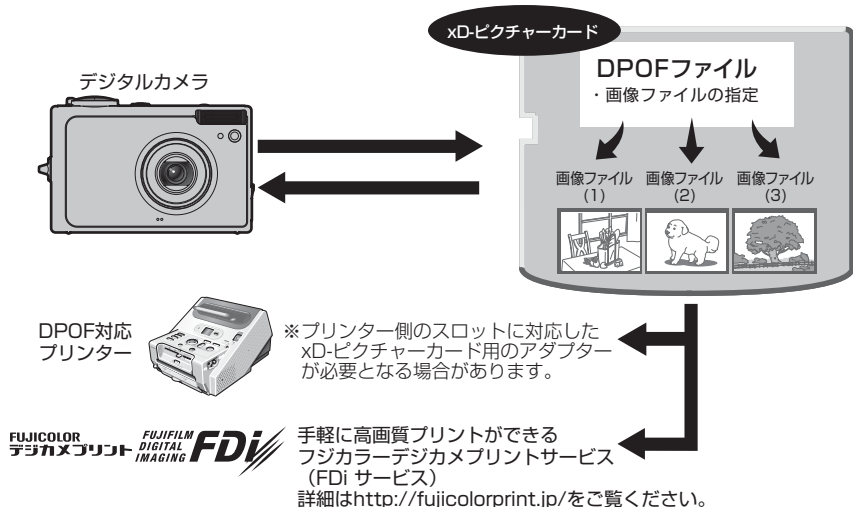 xD-ピクチャーカード
デジタルカメラ
DPOFファイル
・画像ファイルの指定
画像ファイル
(1)
画像ファイル
(2)
画像ファイル
(3)
DPOF対応
プリンター
※プリンター側のスロットに対応した
xD-ピクチャーカード用のアダプター
が必要となる場合があります。
FUJICOLOR
デジカメプリント
FUJIFILM
DIGITAL
IMAGING
FDi
手軽に高画質プリントができる
フジカラーデジカメプリントサービス
（FDi サービス）
詳細はhttp://fujicolorprint.jp/をご覧ください。